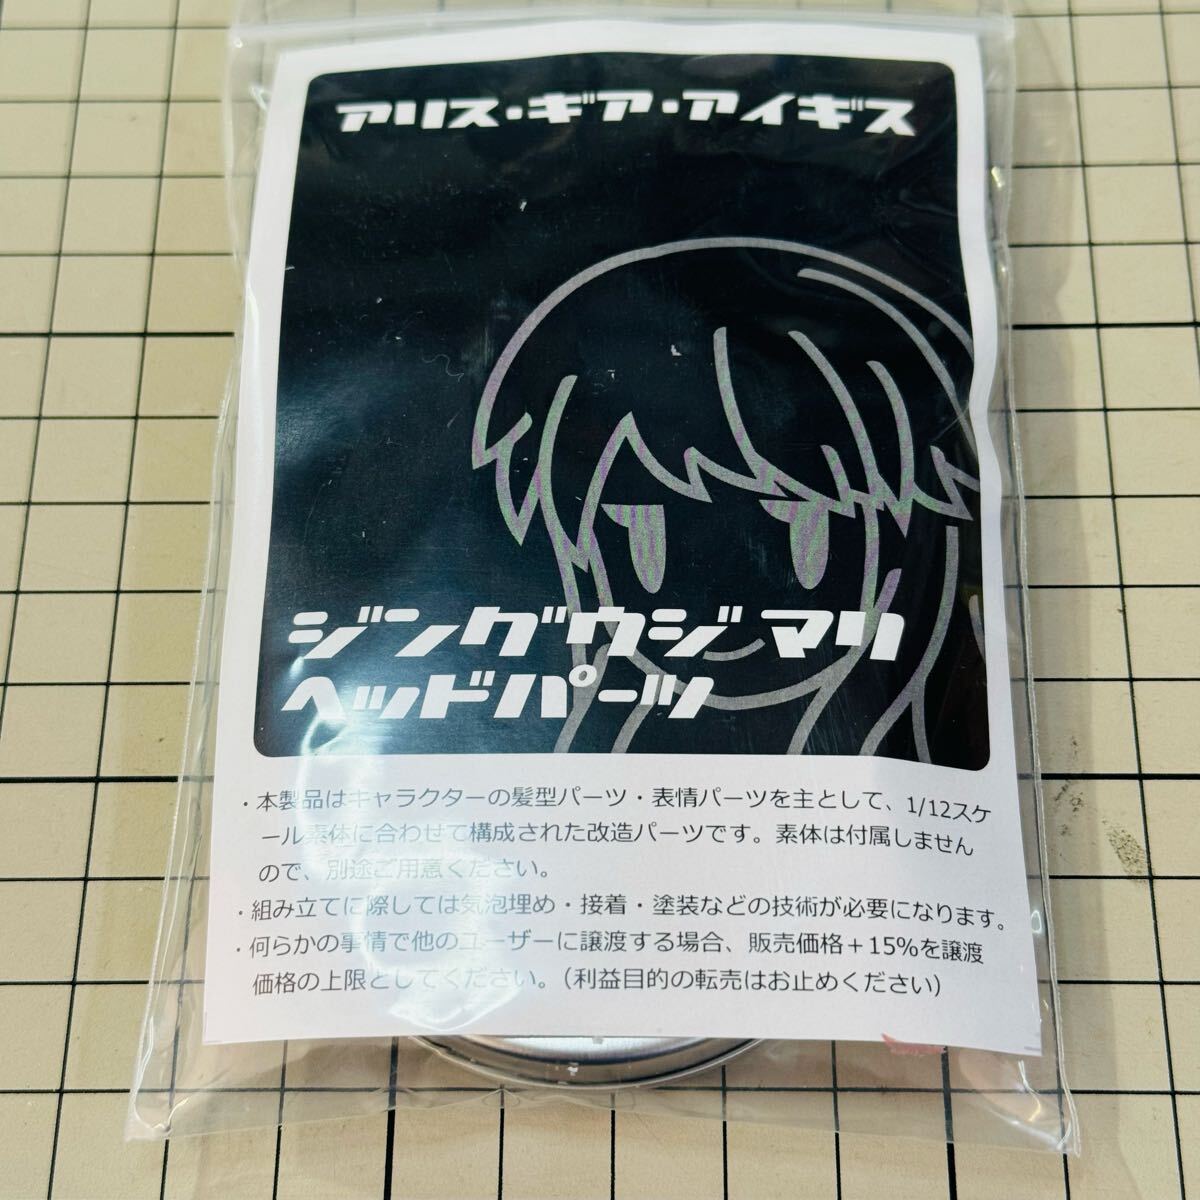 アリス・ギア・アイギス
ジングウジ マリ
ヘッドパーツ
・本製品はキャラクターの髪型パーツ・表情パーツを主として、1/12スケ
ール素体に合わせて構成された改造パーツです。素体は付属しません
ので、別途ご用意ください。
・組み立てに際しては気泡埋め・接着・塗装などの技術が必要になります。
・何らかの事情で他のユーザーに譲渡する場合、販売価格＋15%を譲渡
価格の上限としてください。（利益目的の転売はお止めください）